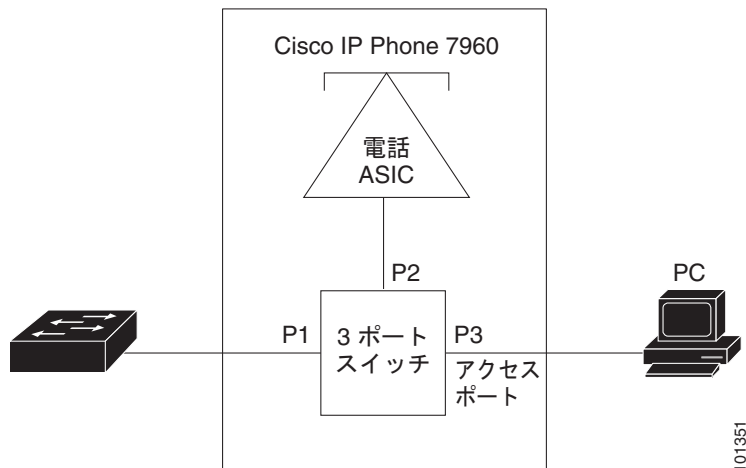 Cisco IP Phone 7960
電話
ASIC
P2
PC
P1
3 ポート
スイッチ
P3
アクセス
ポート
101351